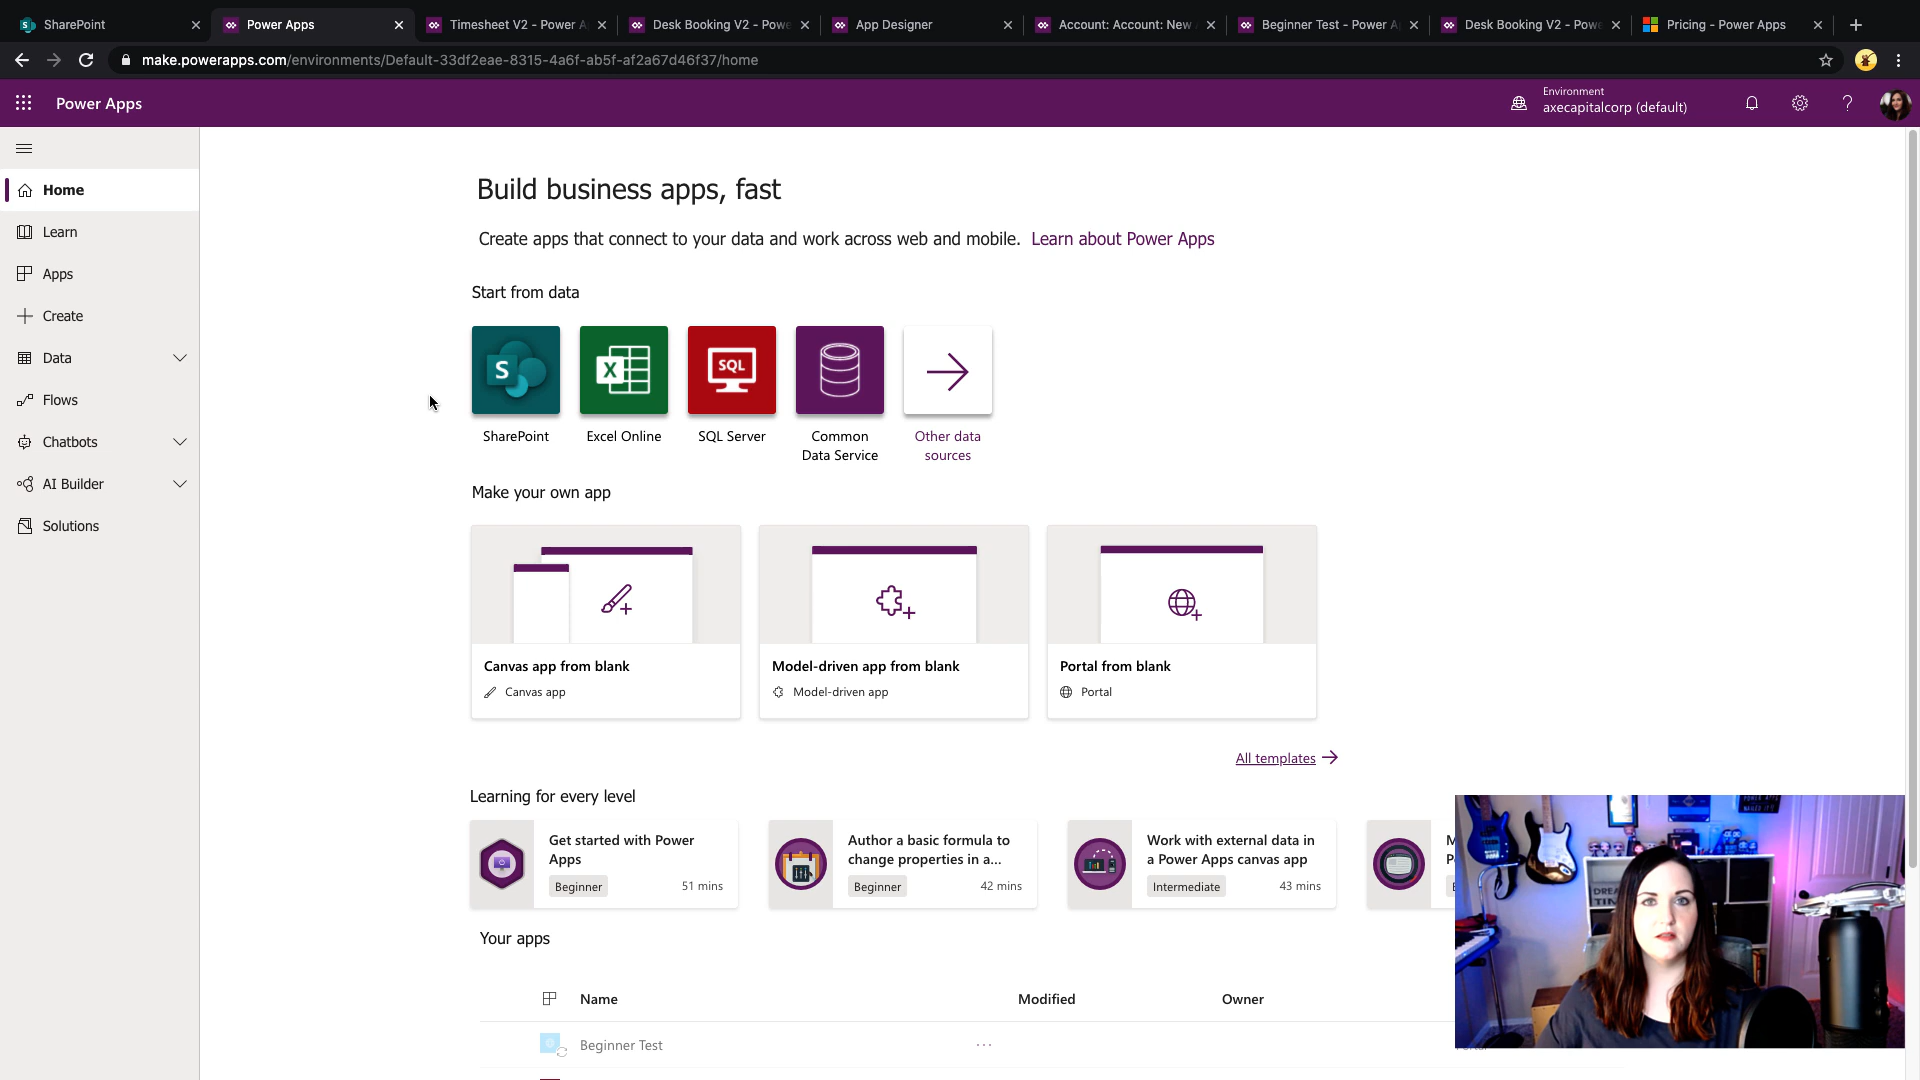 SharePoint
Power Apps
Timesheet V2 - Power A
Desk Booking V2 - Powe
App Designer
Account: Account: New
Beginner Test - Power A
Desk Booking V2 - Powe
Pricing - Power Apps
make.powerapps.com/environments/Default-33df2eae-8315-4a6f-ab5f-af2a67d46f37/home
Power Apps
Environment
axecapitalcorp (default)
Home
Learn
Apps
Create
Data
Flows
Chatbots
AI Builder
Solutions
Build business apps, fast
Create apps that connect to your data and work across web and mobile. Learn about Power Apps
Start from data
S
X
SQL
SharePoint
Excel Online
SQL Server
Common
Data Service
Other data
sources
Make your own app
Canvas app from blank
Canvas app
Model-driven app from blank
Model-driven app
Portal from blank
Portal
All templates
Learning for every level
Get started with Power
Apps
Beginner
51 mins
Author a basic formula to
change properties in a...
Beginner
42 mins
Work with external data in
a Power Apps canvas app
Intermediate
43 mins
Your apps
Name
Modified
Owner
Beginner Test
...